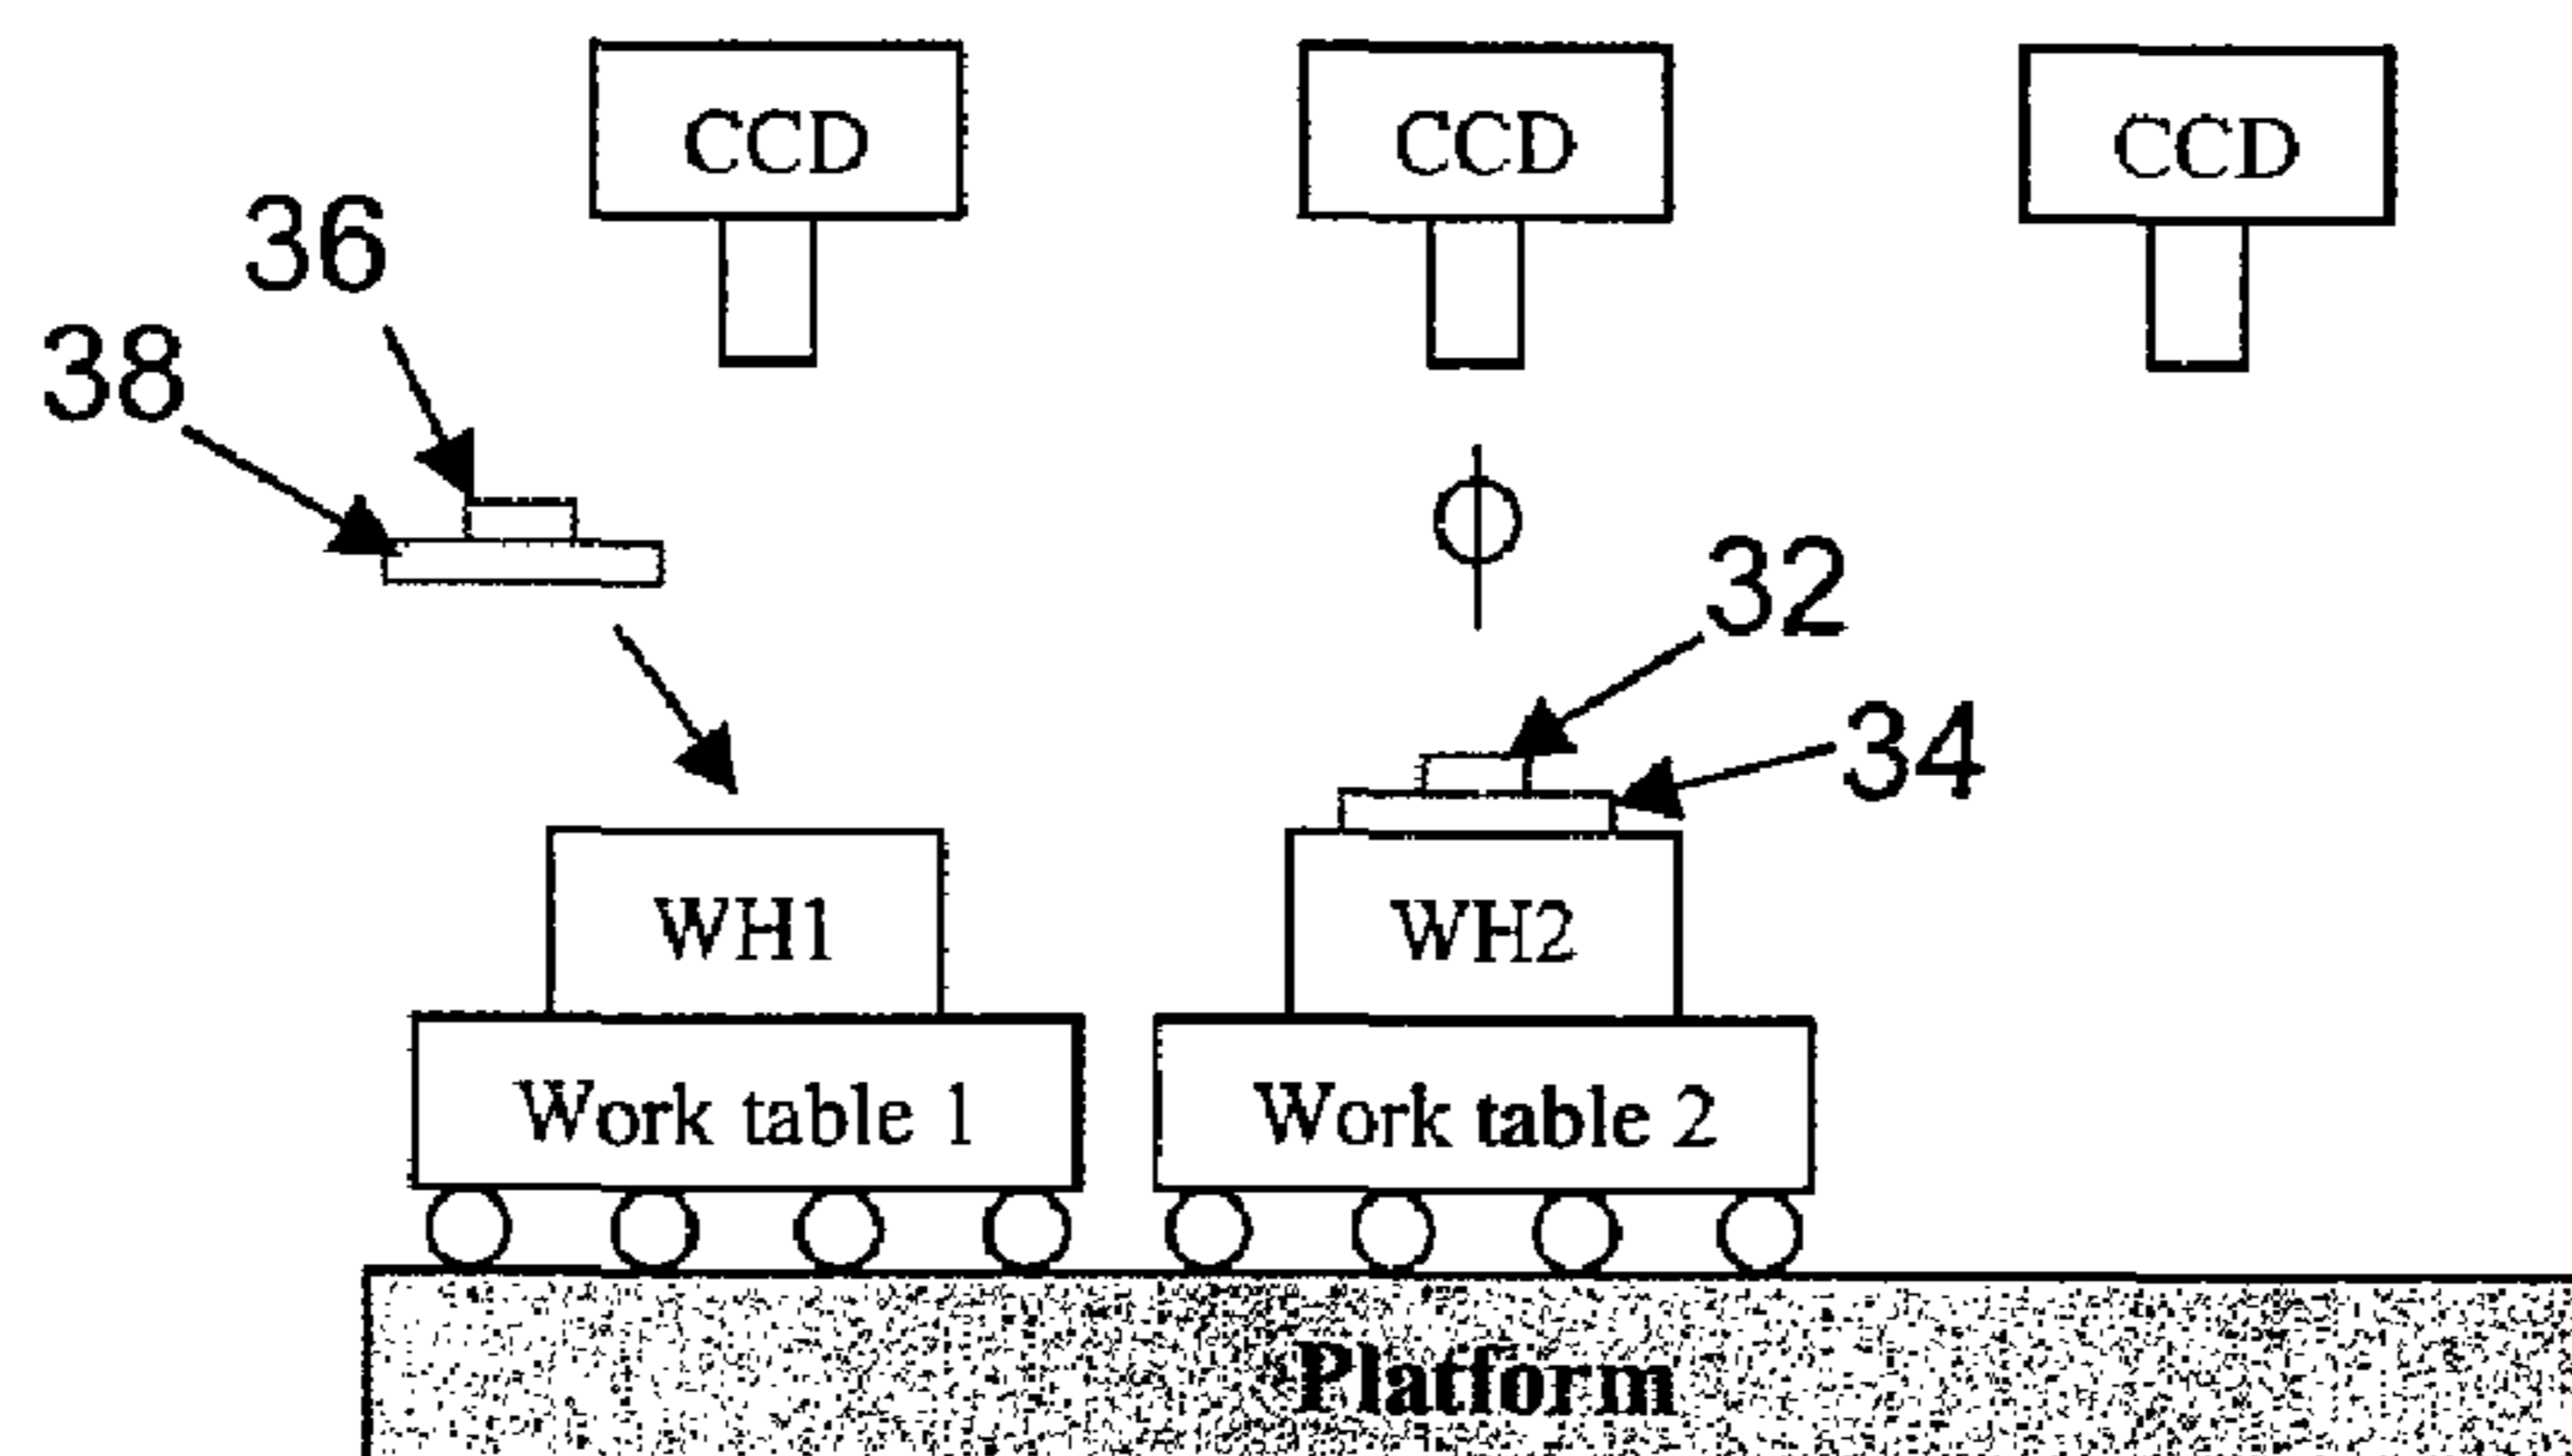 CCD CCD CCD
36
38
32
34
WH1 WH2
Work table 1 Work table 2
Platform